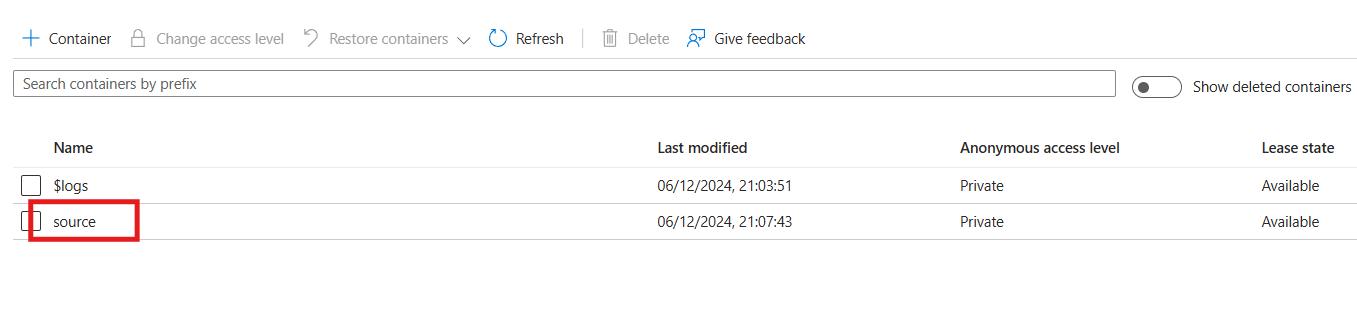 Container Change access level Restore containers Refresh Delete Give feedback
Search containers by prefix Show deleted containers
Name Last modified Anonymous access level Lease state
$logs 06/12/2024, 21:03:51 Private Available
source 06/12/2024, 21:07:43 Private Available